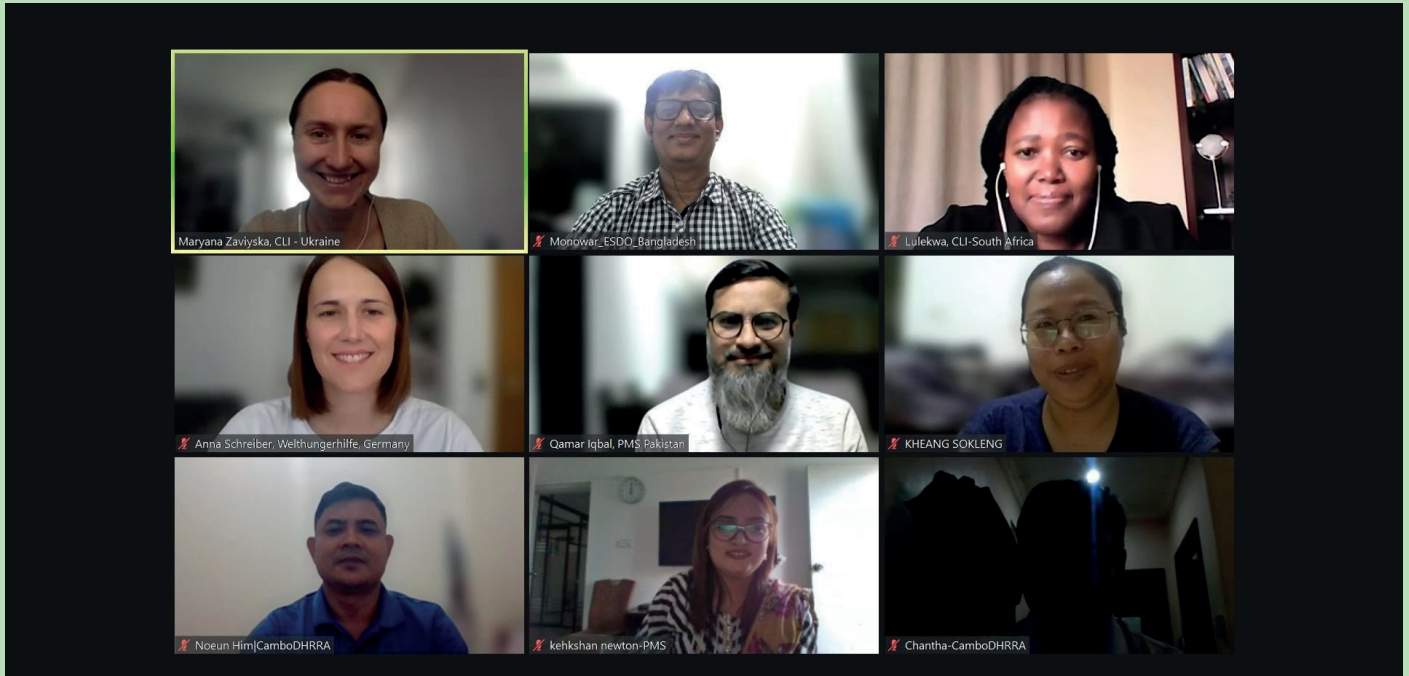 Maryana Zaviyska, CLI - Ukraine
Monowar_ESDO_Bangladesh
Lulekwa, CLI-South Africa
Anna Schreiber, Welthungerhilfe, Germany
Qamar Iqbal, PMS Pakistan
KHEANG SOKLENG
Noeun Him|CamboDHRRA
kehkshan newton-PMS
Chantha-CamboDHRRA